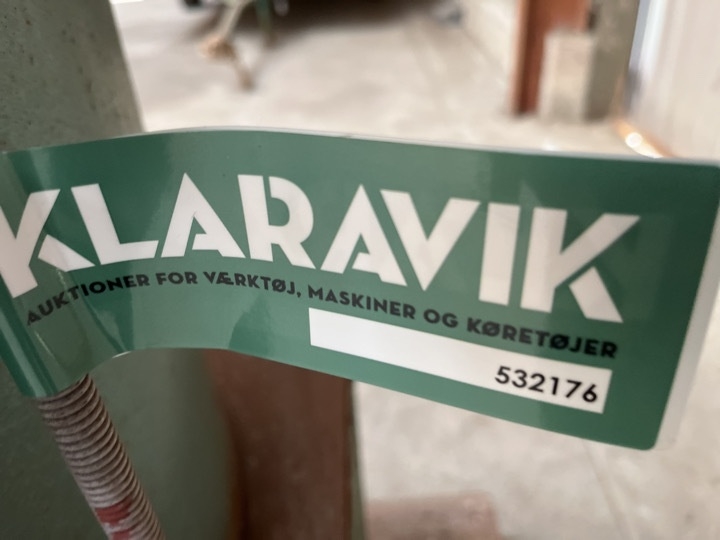 KLARAVIK
AUKTIONER FOR VÆRKTØJ, MASKINER OG KØRETØJER
532176